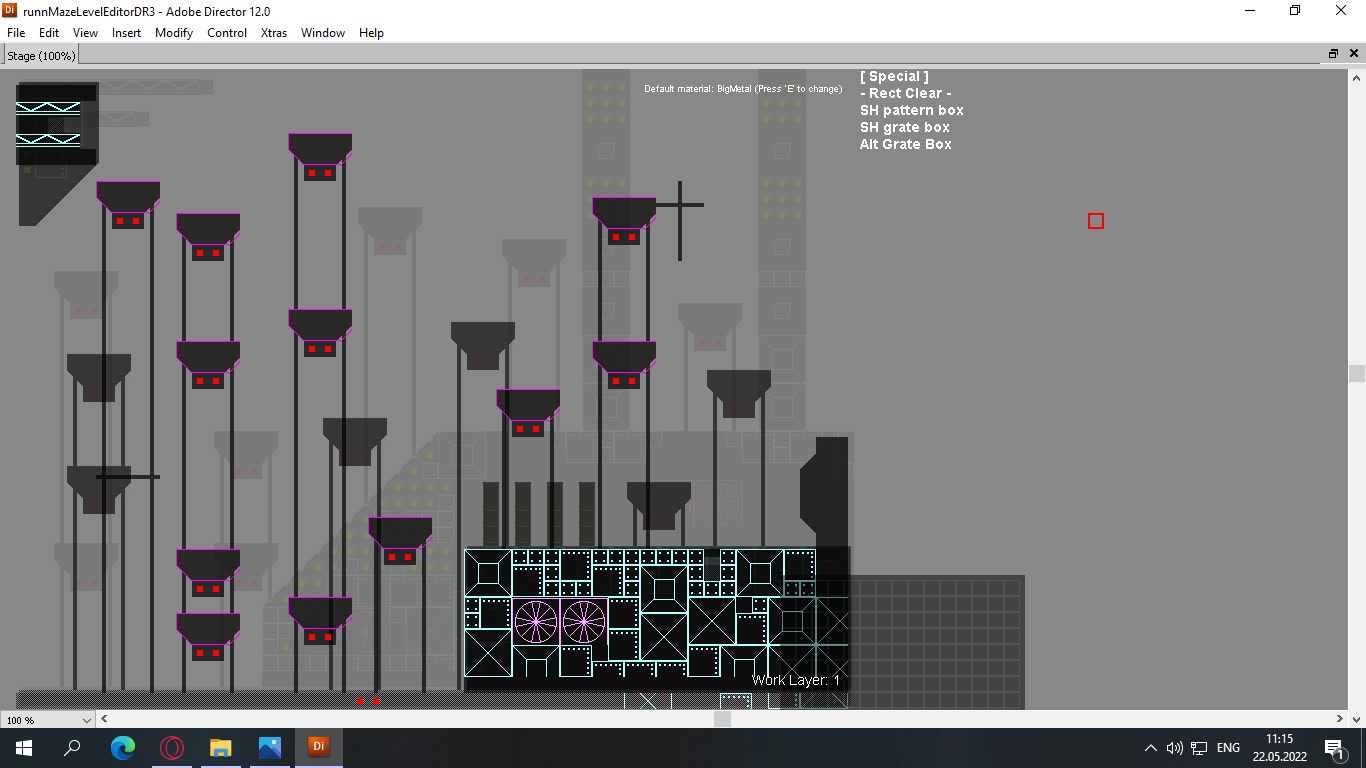 runnMazeLevelEditorDR3 - Adobe Director 12.0
File Edit View Insert Modify Control Xtras Window Help
Stage (100%)
Default material: BigMetal (Press 'E' to change)
[ Special ]
- Rect Clear -
SH pattern box
SH grate box
Alt Grate Box
Work Layer: 1
100 %
Di
ENG
11:15
22.05.2022
1